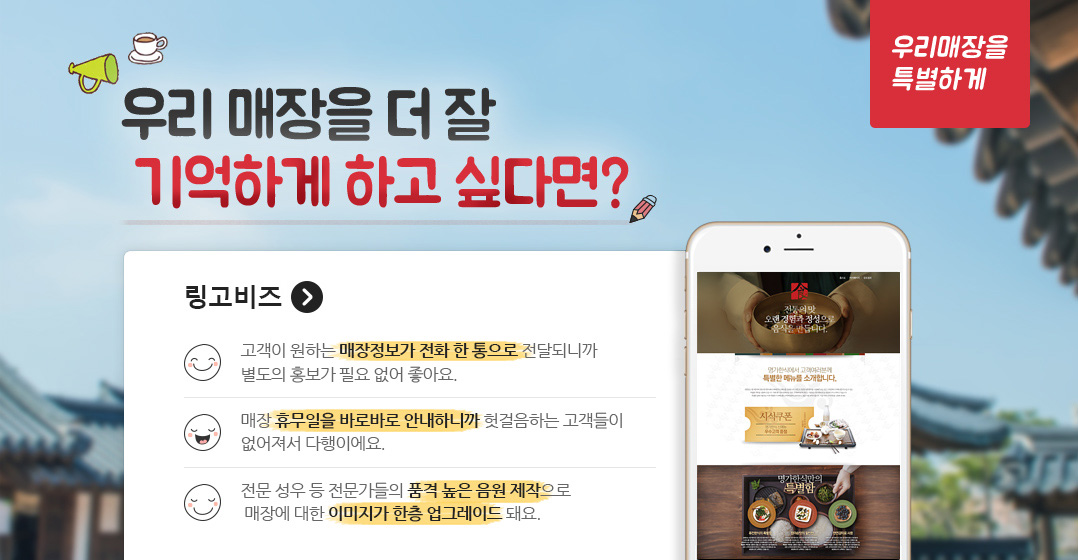 우리매장을
특별하게
우리 매장을 더 잘
기억하게 하고 싶다면?
링고비즈
고객이 원하는 매장정보가 전화 한 통으로 전달되니까
별도의 홍보가 필요 없어 좋아요.
매장 휴무일을 바로바로 안내하니까 헛걸음하는 고객들이
없어져서 다행이에요.
전문 성우 등 전문가들의 품격 높은 음원 제작으로
매장에 대한 이미지가 한층 업그레이드 돼요.
전통의 맛
오랜 경험과 정성으로
음식을 만듭니다.
명가한식에서 고객여러분께
특별한 메뉴를 소개합니다.
지식쿠폰
명가한식만의
특별함